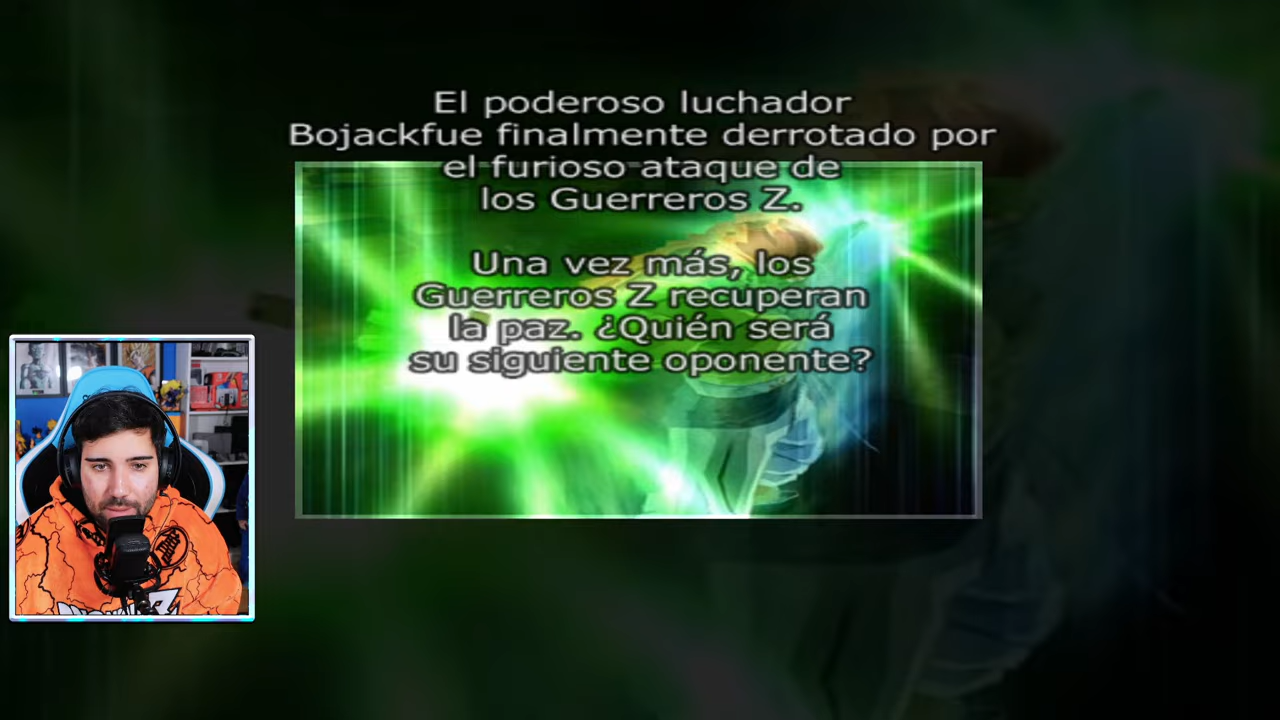 El poderoso luchador
Bojackfue finalmente derrotado por
el furioso ataque de
los Guerreros Z.
Una vez más, los
Guerreros Z recuperan
la paz. ¿Quién será
su siguiente oponente?